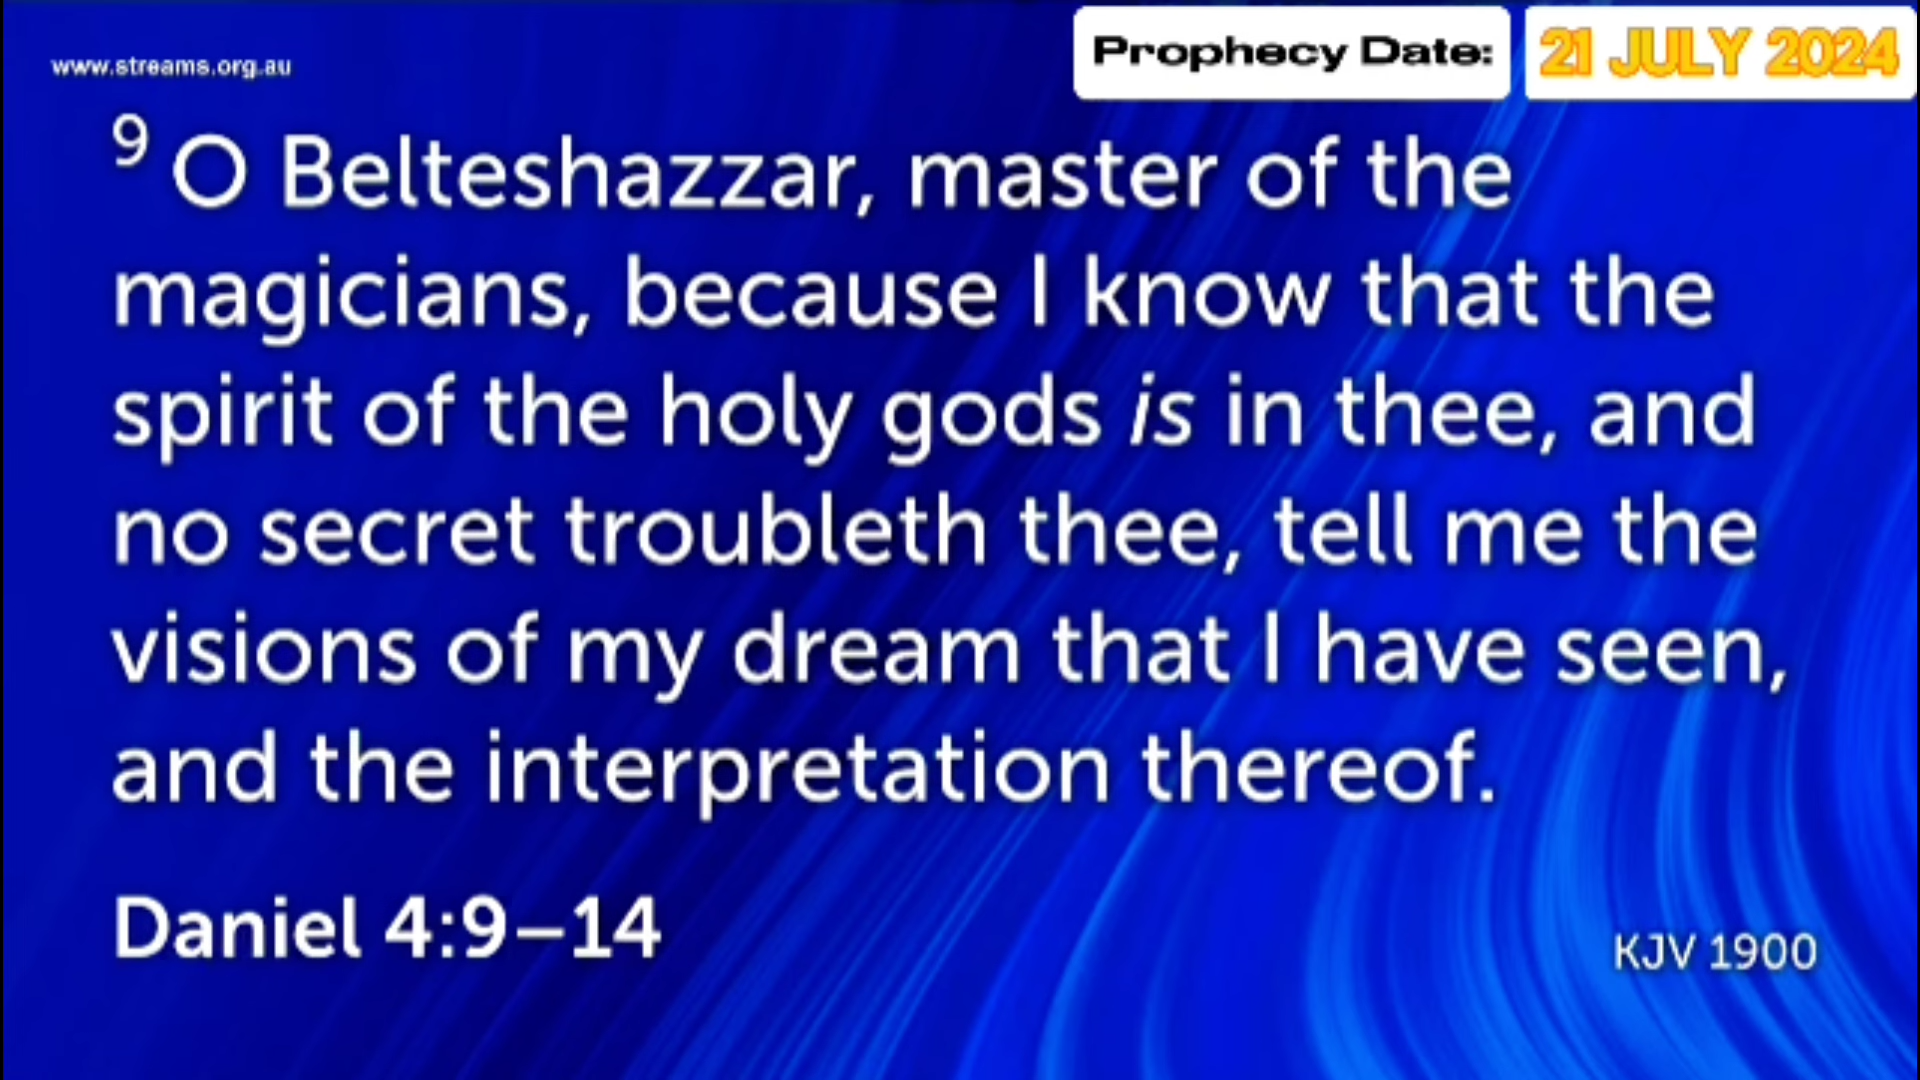 www.streams.org.au
Prophecy Date: 21 JULY 2024
9 O Belteshazzar, master of the
magicians, because I know that the
spirit of the holy gods is in thee, and
no secret troubleth thee, tell me the
visions of my dream that I have seen,
and the interpretation thereof.
Daniel 4:9–14
KJV 1900